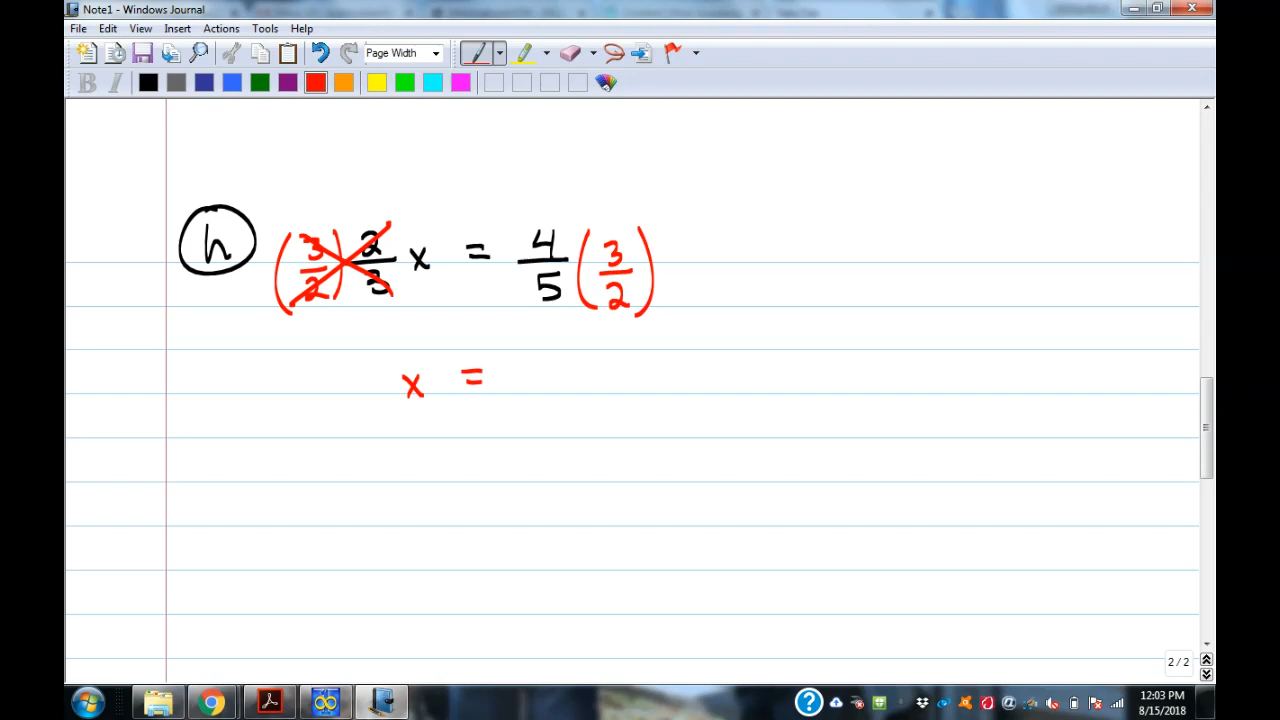 Note1 - Windows Journal
File Edit View Insert Actions Tools Help
Page Width
B I
h (3/2) 2/3 x = 4/5 (3/2)
x =
2 / 2
12:03 PM
8/15/2018